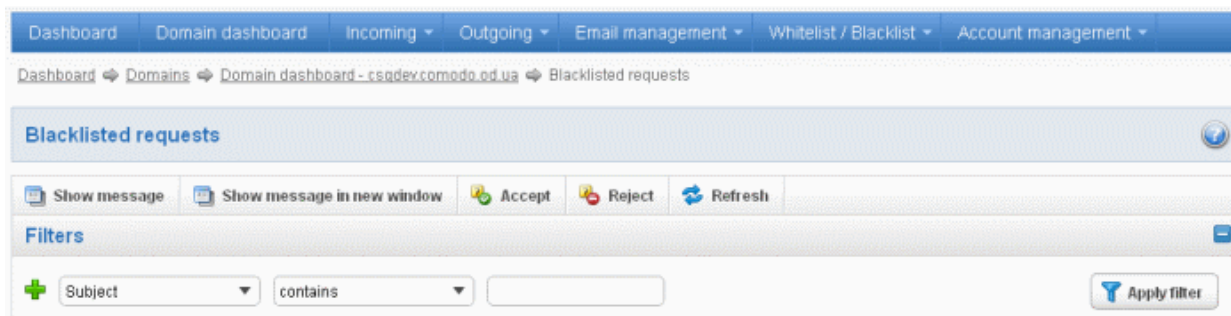 Dashboard Domain dashboard Incoming Outgoing Email management Whitelist / Blacklist Account management
Dashboard Domains Domain dashboard - csqdev.comodo.od.ua Blacklisted requests
Blacklisted requests
Show message Show message in new window Accept Reject Refresh
Filters
Subject contains Apply filter